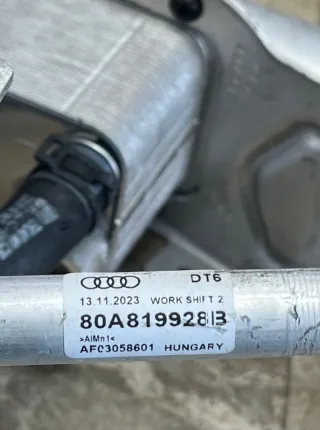 DT6
13.11.2023 WORK SHIFT 2
80A819928B
>AlMn1<
AF03058601 HUNGARY